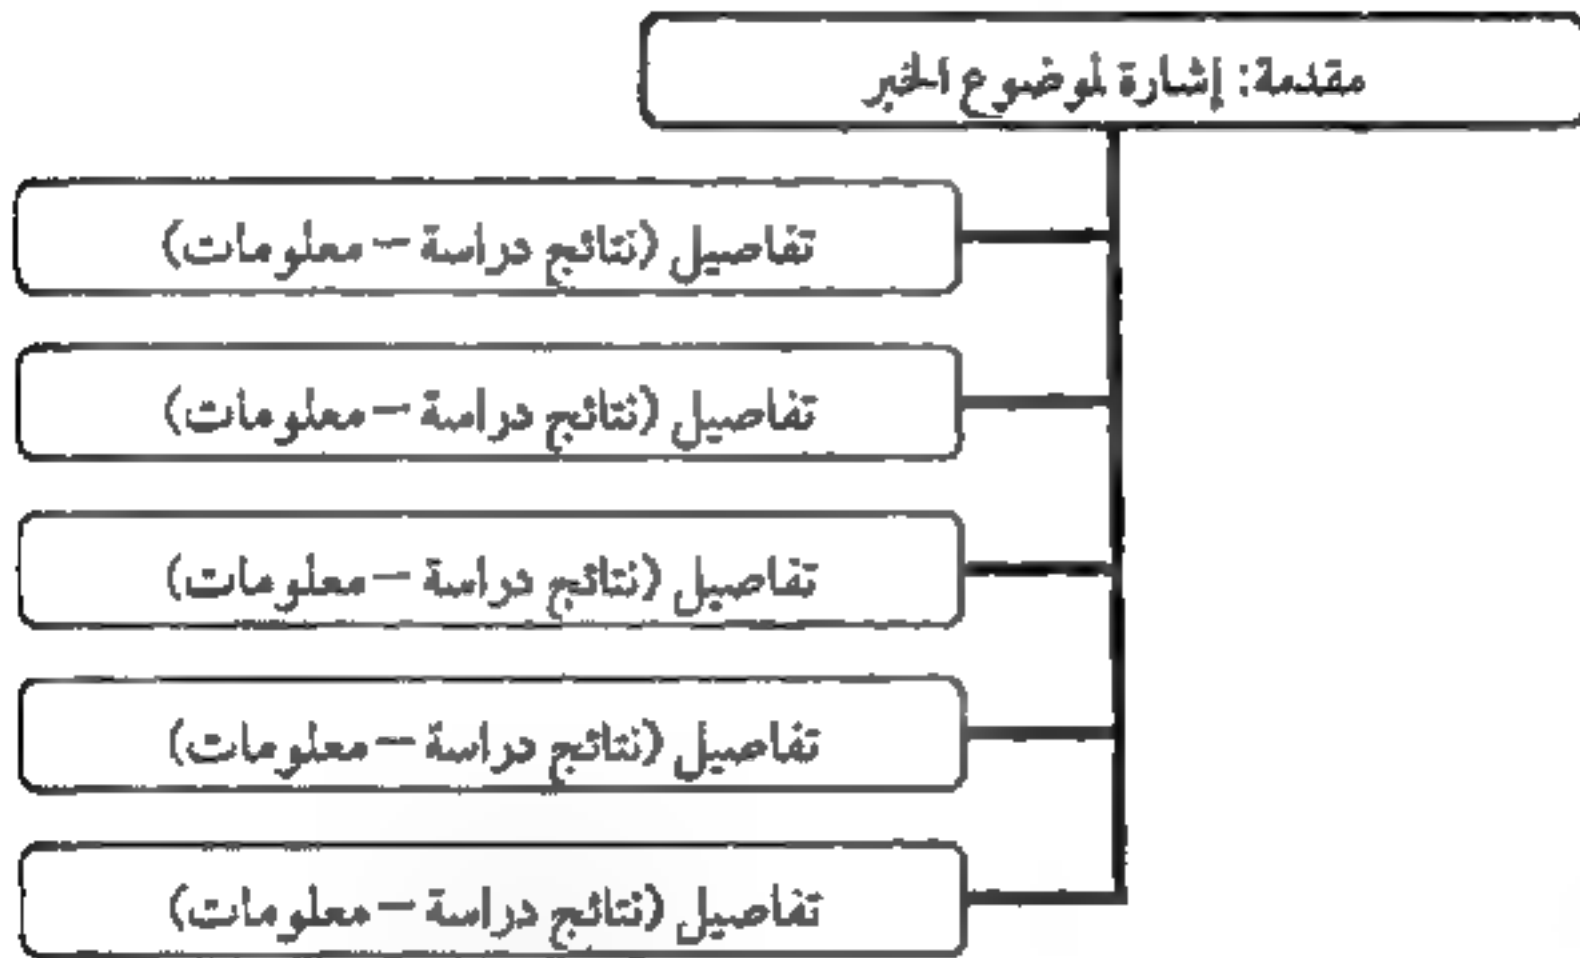 مقدمة: إشارة لموضوع الخبر
تفاصيل (نتائج دراسة – معلومات)
تفاصيل (نتائج دراسة – معلومات)
تفاصيل (نتائج دراسة – معلومات)
تفاصيل (نتائج دراسة – معلومات)
تفاصيل (نتائج دراسة – معلومات)